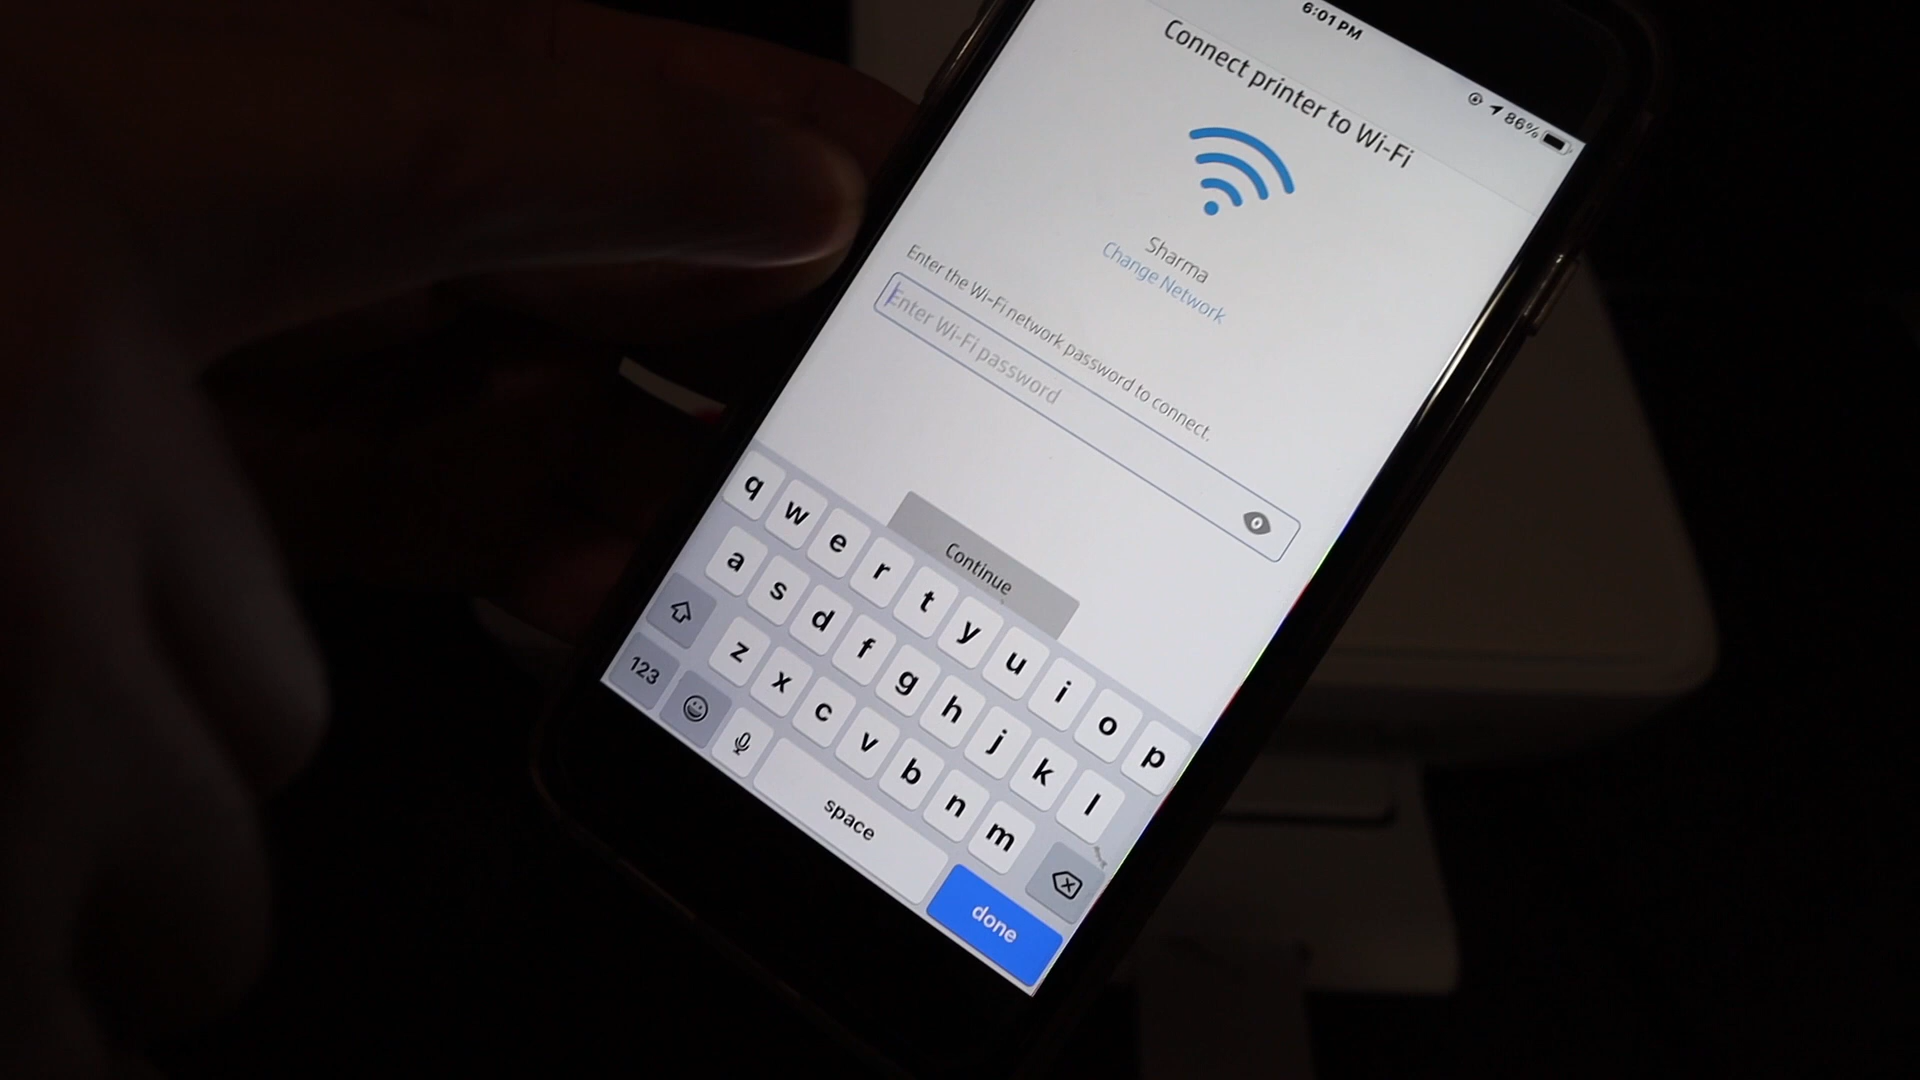 6:01 PM
86%
Connect printer to Wi-Fi
Sharma
Change Network
Enter the Wi-Fi network password to connect.
Enter Wi-Fi password
Continue
q w e r t y u i o p
a s d f g h j k l
z x c v b n m
123 space done